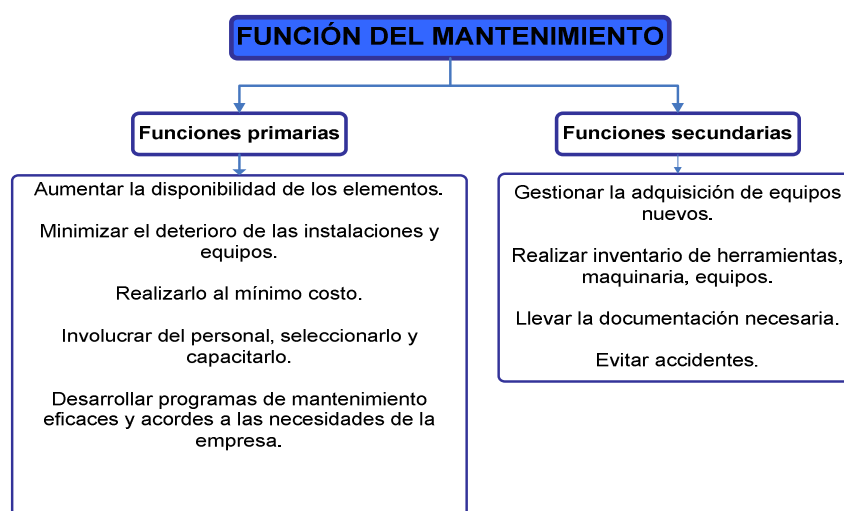 FUNCIÓN DEL MANTENIMIENTO
Funciones primarias
Aumentar la disponibilidad de los elementos.
Minimizar el deterioro de las instalaciones y
equipos.
Realizarlo al mínimo costo.
Involucrar del personal, seleccionarlo y
capacitarlo.
Desarrollar programas de mantenimiento
eficaces y acordes a las necesidades de la
empresa.
Funciones secundarias
Gestionar la adquisición de equipos
nuevos.
Realizar inventario de herramientas,
maquinaria, equipos.
Llevar la documentación necesaria.
Evitar accidentes.